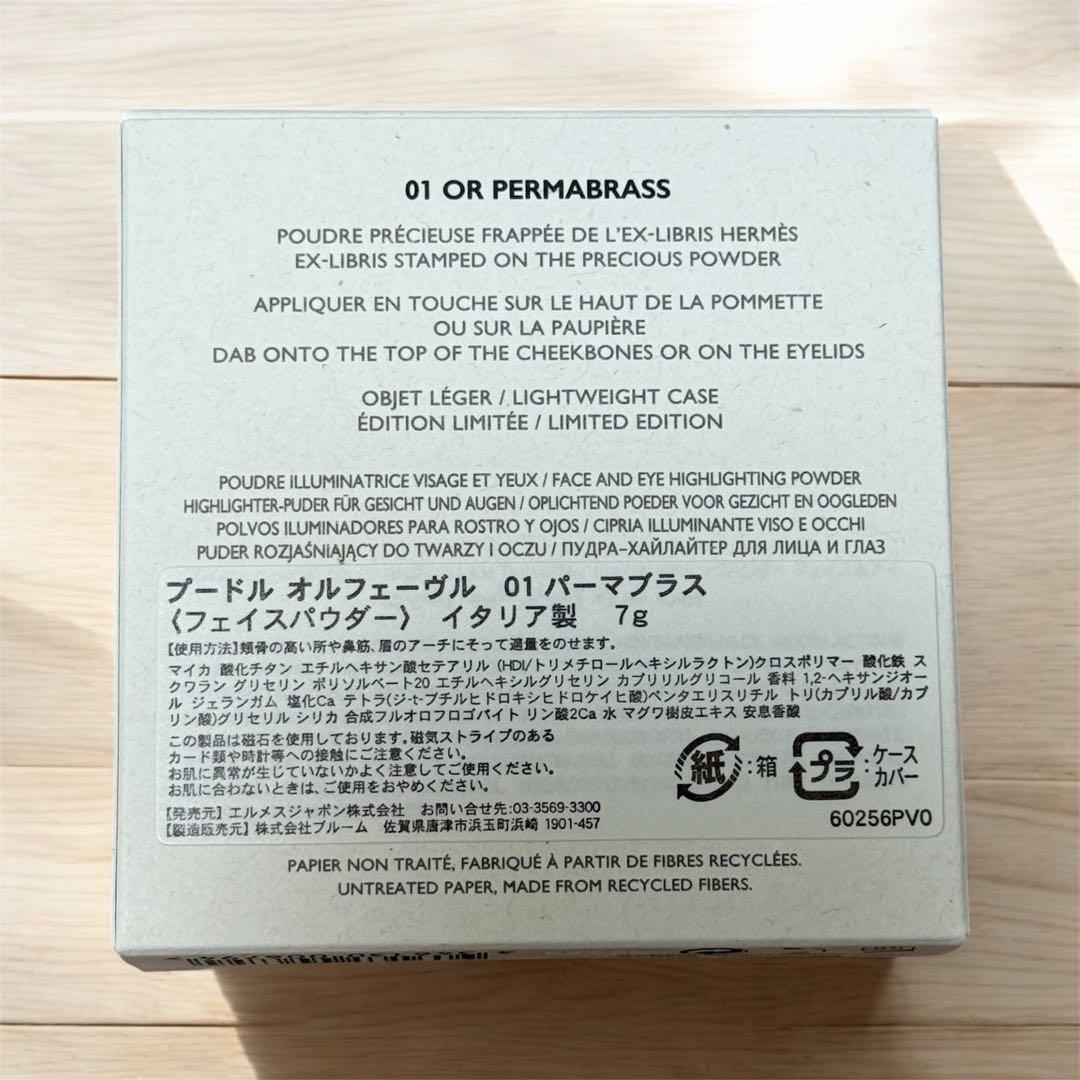 01 OR PERMABRASS
POUDRE PRÉCIEUSE FRAPPÉE DE L'EX-LIBRIS HERMÈS
EX-LIBRIS STAMPED ON THE PRECIOUS POWDER
APPLIQUER EN TOUCHE SUR LE HAUT DE LA POMMETTE
OU SUR LA PAUPIÈRE
DAB ONTO THE TOP OF THE CHEEKBONES OR ON THE EYELIDS
OBJET LÉGER / LIGHTWEIGHT CASE
ÉDITION LIMITÉE / LIMITED EDITION
POUDRE ILLUMINATRICE VISAGE ET YEUX / FACE AND EYE HIGHLIGHTING POWDER
HIGHLIGHTER-PUDER FÜR GESICHT UND AUGEN / OPLICHTEND POEDER VOOR GEZICHT EN OOGLEDEN
POLVOS ILUMINADORES PARA ROSTRO Y OJOS / CIPRIA ILLUMINANTE VISO E OCCHI
PUDER ROZJAŚNIAJĄCY DO TWARZY I OCZU / ПУДРА-ХАЙЛАЙТЕР ДЛЯ ЛИЦА И ГЛАЗ
プードル オルフェーヴル 01 パーマブラス
〈フェイスパウダー〉 イタリア製 7g
【使用方法】頬骨の高い所や鼻筋、眉のアーチにそって適量をのせます。
マイカ 酸化チタン エチルヘキサン酸セテアリル (HDI/トリメチロールヘキシルラクトン)クロスポリマー 酸化鉄 ス
クワラン グリセリン ポリソルベート20 エチルヘキシルグリセリン カプリリルグリコール 香料 1,2-ヘキサンジオー
ル ジェランガム 塩化Ca テトラ(ジ-t-ブチルヒドロキシヒドロケイヒ酸)ペンタエリスリチル トリ(カプリル酸/カプ
リン酸)グリセリル シリカ 合成フルオロフロゴパイト リン酸2Ca 水 マグワ樹皮エキス 安息香酸
この製品は磁石を使用しております。磁気ストライプのある
カード類や時計等への接触にご注意ください。
お肌に異常が生じていないかよく注意してご使用ください。
お肌に合わないときは、ご使用をおやめください。
紙:箱
プラ:ケース
カバー
【発売元】エルメスジャポン株式会社 お問い合せ先:03-3569-3300
【製造販売元】株式会社ブルーム 佐賀県唐津市浜玉町浜崎 1901-457
60256PV0
PAPIER NON TRAITÉ, FABRIQUÉ À PARTIR DE FIBRES RECYCLÉES.
UNTREATED PAPER, MADE FROM RECYCLED FIBERS.